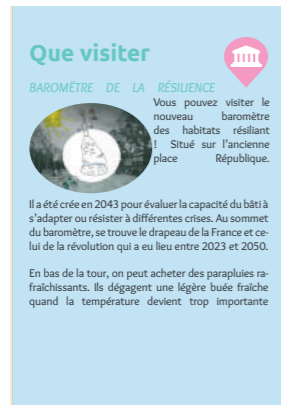 Que visiter
BAROMËTRE DE LA RÉSILIENCE
Vous pouvez visiter le
nouveau baromètre
des habitats résiliant
! Situé sur l'ancienne
place République.
Il a été crée en 2043 pour évaluer la capacité du bâti à
s'adapter ou résister à différentes crises. Au sommet
du baromètre, se trouve le drapeau de la France et ce-
lui de la révolution qui a eu lieu entre 2023 et 2050.
En bas de la tour, on peut acheter des parapluies ra-
fraîchissants. Ils dégagent une légère buée fraîche
quand la température devient trop importante